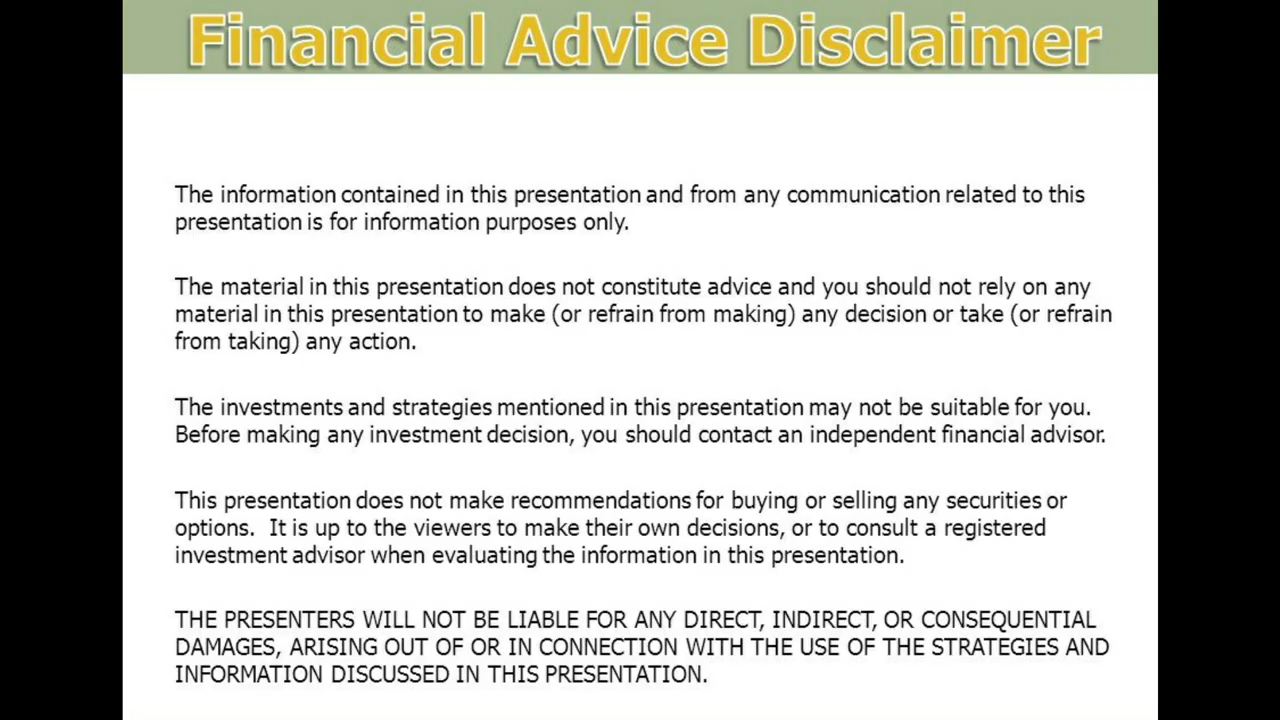 Financial Advice Disclaimer
The information contained in this presentation and from any communication related to this
presentation is for information purposes only.
The material in this presentation does not constitute advice and you should not rely on any
material in this presentation to make (or refrain from making) any decision or take (or refrain
from taking) any action.
The investments and strategies mentioned in this presentation may not be suitable for you.
Before making any investment decision, you should contact an independent financial advisor.
This presentation does not make recommendations for buying or selling any securities or
options.  It is up to the viewers to make their own decisions, or to consult a registered
investment advisor when evaluating the information in this presentation.
THE PRESENTERS WILL NOT BE LIABLE FOR ANY DIRECT, INDIRECT, OR CONSEQUENTIAL
DAMAGES, ARISING OUT OF OR IN CONNECTION WITH THE USE OF THE STRATEGIES AND
INFORMATION DISCUSSED IN THIS PRESENTATION.